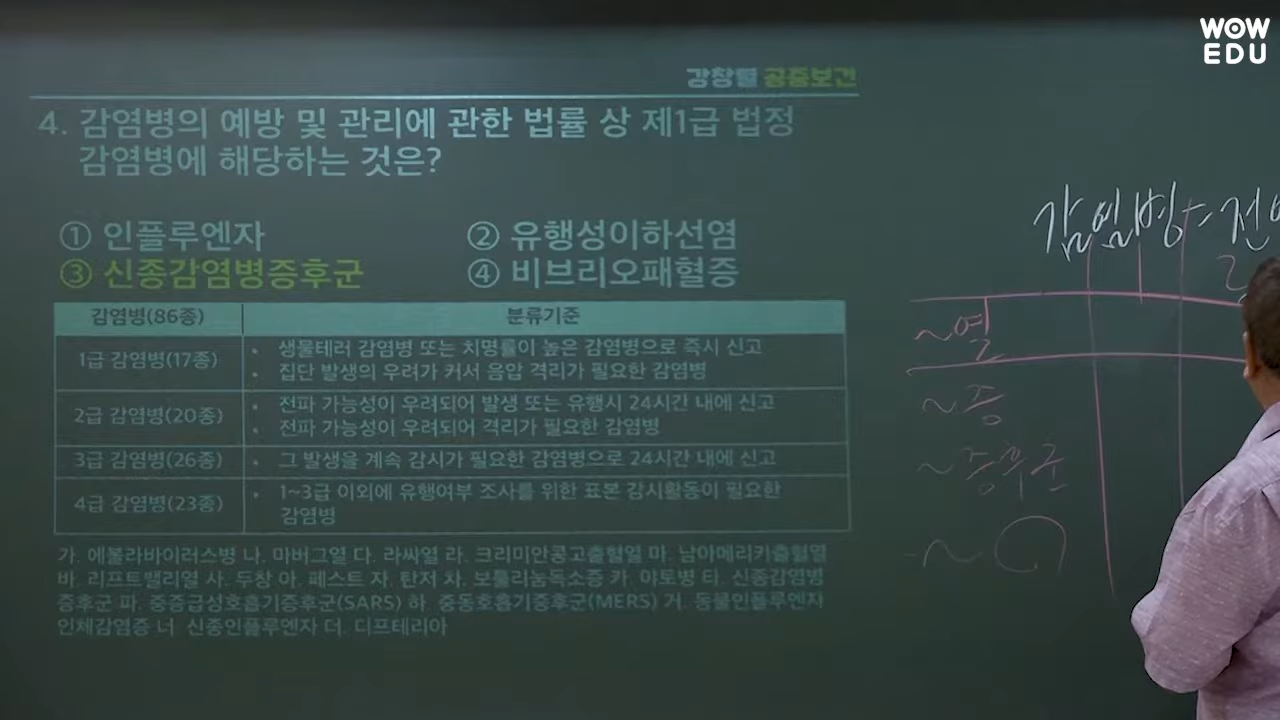 WOW
EDU
강창렬 공중보건
4. 감염병의 예방 및 관리에 관한 법률 상 제1급 법정
감염병에 해당하는 것은?
① 인플루엔자 ② 유행성이하선염
③ 신종감염병증후군 ④ 비브리오패혈증
감염병(86종) 분류기준
1급 감염병(17종)
• 생물테러 감염병 또는 치명률이 높은 감염병으로 즉시 신고
• 집단 발생의 우려가 커서 음압 격리가 필요한 감염병
2급 감염병(20종)
• 전파 가능성이 우려되어 발생 또는 유행시 24시간 내에 신고
• 전파 가능성이 우려되어 격리가 필요한 감염병
3급 감염병(26종) • 그 발생을 계속 감시가 필요한 감염병으로 24시간 내에 신고
4급 감염병(23종)
• 1~3급 이외에 유행여부 조사를 위한 표본 감시활동이 필요한
감염병
가. 에볼라바이러스병 나. 마버그열 다. 라싸열 라. 크리미안콩고출혈열 마. 남아메리카출혈열
바. 리프트밸리열 사. 두창 아. 페스트 자. 탄저 차. 보툴리눔독소증 카. 야토병 타. 신종감염병
증후군 파. 중증급성호흡기증후군(SARS) 하. 중동호흡기증후군(MERS) 거. 동물인플루엔자
인체감염증 너. 신종인플루엔자 더. 디프테리아
감염병=전
~열
~증
~증후군